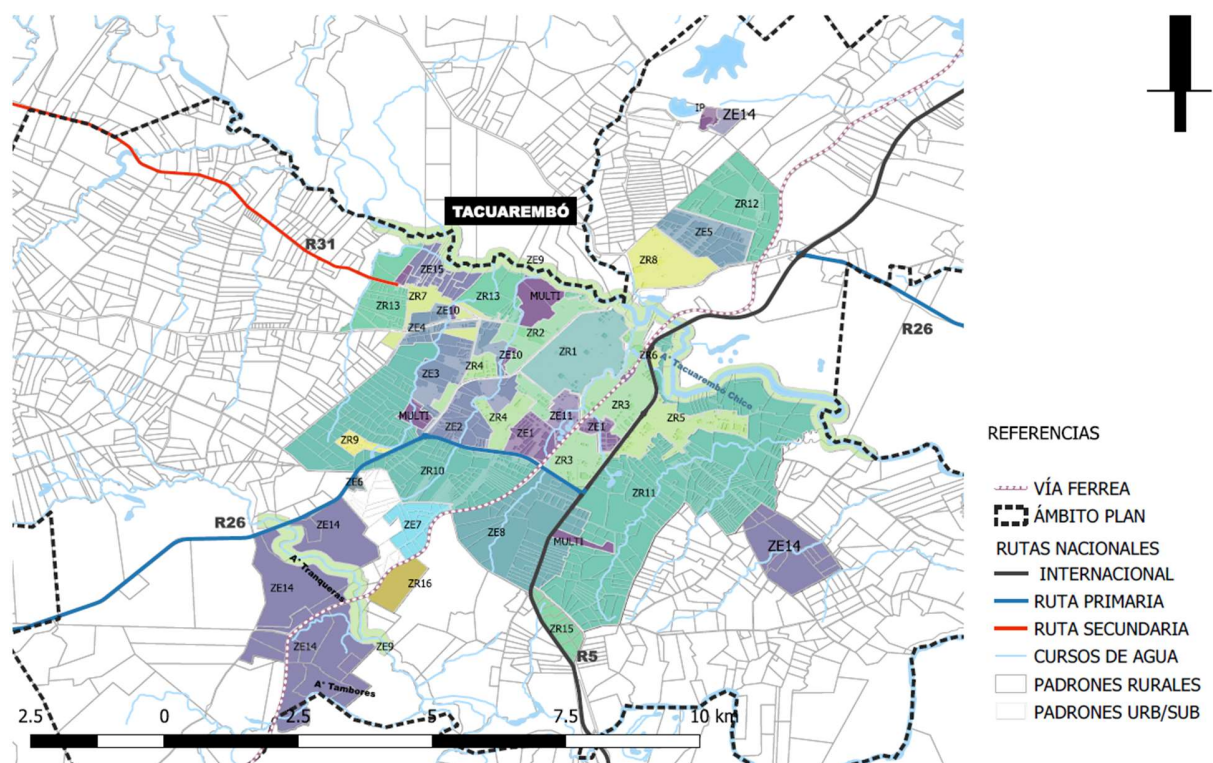 IP
ZE14
ZR12
TACUAREMBÓ
ZE5
R31
ZE9
ZR8
ZE15
ZR7
ZR13
MULTI
ZR13
ZE10
ZE4
ZR2
R26
ZR1
ZE10
ZR6
A° Tacuarembó Chico
ZE3
ZR4
MULTI
ZR4
ZE11
ZR3
ZR5
ZE2
ZE1
ZE1
ZR9
ZR3
ZR10
ZE6
ZR11
R26
ZE14
ZE7
ZE8
MULTI
ZE14
A° Tranqueras
ZE14
ZR16
ZR15
ZE14
ZE9
R5
A° Tambores
2.5 0 2.5 5 7.5 10 km
REFERENCIAS
VÍA FERREA
ÁMBITO PLAN
RUTAS NACIONALES
INTERNACIONAL
RUTA PRIMARIA
RUTA SECUNDARIA
CURSOS DE AGUA
PADRONES RURALES
PADRONES URB/SUB